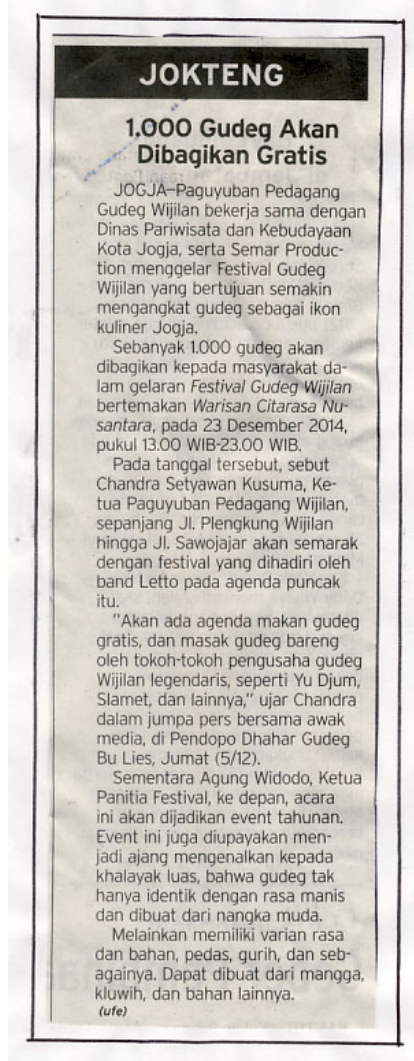 JOKTENG
1.000 Gudeg Akan
Dibagikan Gratis
JOGJA—Paguyuban Pedagang
Gudeg Wijilan bekerja sama dengan
Dinas Pariwisata dan Kebudayaan
Kota Jogja, serta Semar Produc-
tion menggelar Festival Gudeg
Wijilan yang bertujuan semakin
mengangkat gudeg sebagai ikon
kuliner Jogja.
Sebanyak 1.000 gudeg akan
dibagikan kepada masyarakat da-
lam gelaran Festival Gudeg Wijilan
bertemakan Warisan Citarasa Nu-
santara, pada 23 Desember 2014,
pukul 13.00 WIB-23.00 WIB.
Pada tanggal tersebut, sebut
Chandra Setyawan Kusuma, Ke-
tua Paguyuban Pedagang Wijilan,
sepanjang Jl. Plengkung Wijilan
hingga Jl. Sawojajar akan semarak
dengan festival yang dihadiri oleh
band Letto pada agenda puncak
itu.
"Akan ada agenda makan gudeg
gratis, dan masak gudeg bareng
oleh tokoh-tokoh pengusaha gudeg
Wijilan legendaris, seperti Yu Djum,
Slamet, dan lainnya," ujar Chandra
dalam jumpa pers bersama awak
media, di Pendopo Dhahar Gudeg
Bu Lies, Jumat (5/12).
Sementara Agung Widodo, Ketua
Panitia Festival, ke depan, acara
ini akan dijadikan event tahunan.
Event ini juga diupayakan men-
jadi ajang mengenalkan kepada
khalayak luas, bahwa gudeg tak
hanya identik dengan rasa manis
dan dibuat dari nangka muda.
Melainkan memiliki varian rasa
dan bahan, pedas, gurih, dan seb-
againya. Dapat dibuat dari mangga,
kluwih, dan bahan lainnya.
(ufe)